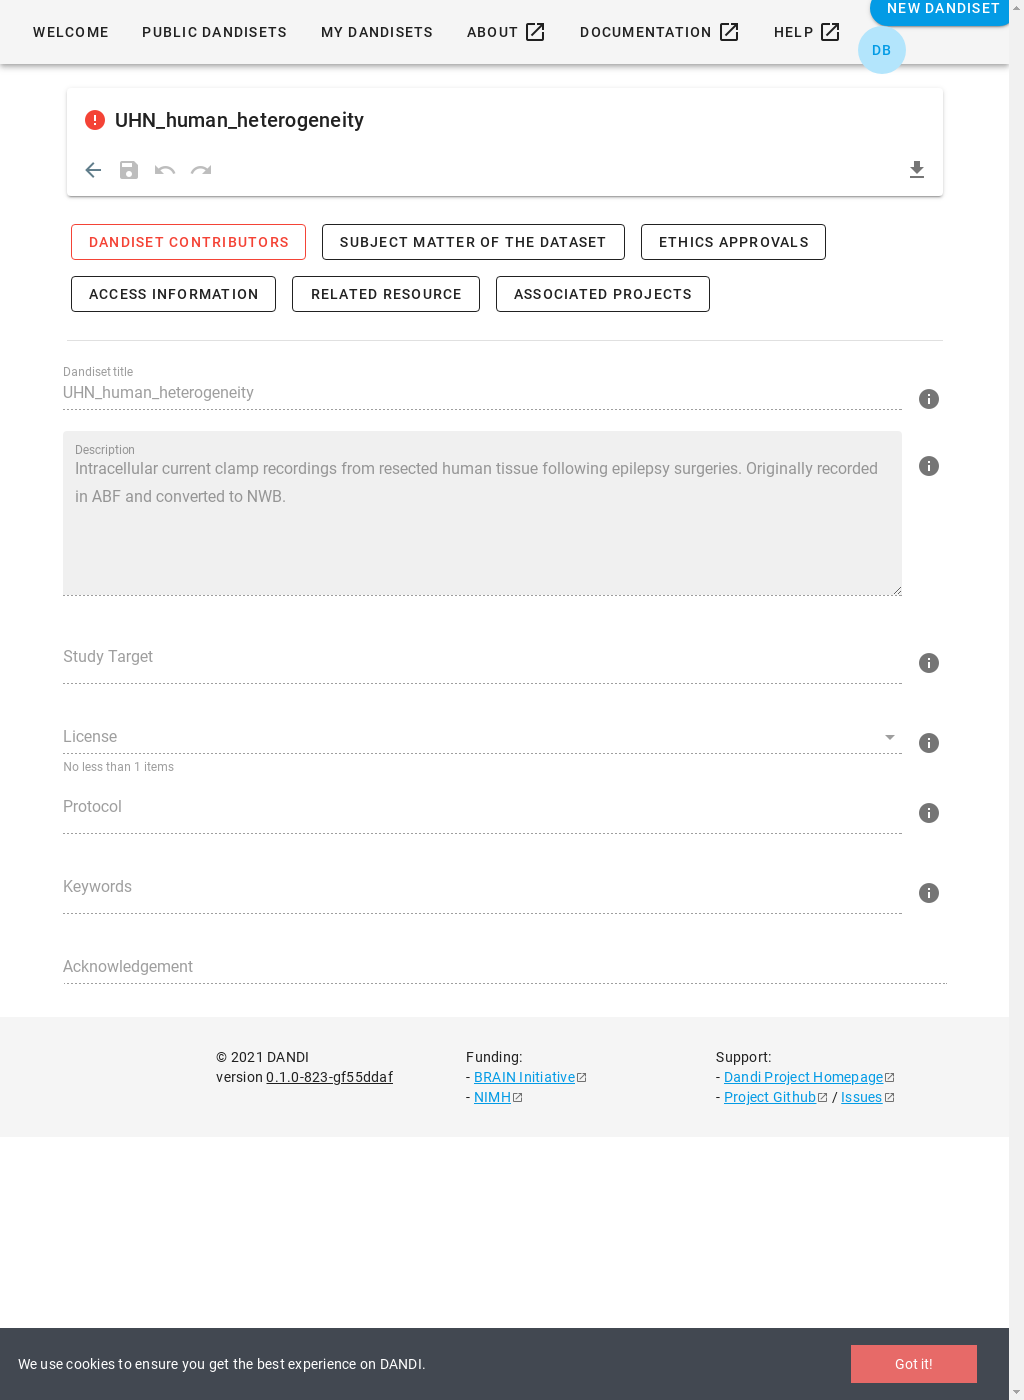 WELCOME PUBLIC DANDISETS MY DANDISETS ABOUT DOCUMENTATION HELP NEW DANDISET
DB
UHN_human_heterogeneity
DANDISET CONTRIBUTORS SUBJECT MATTER OF THE DATASET ETHICS APPROVALS
ACCESS INFORMATION RELATED RESOURCE ASSOCIATED PROJECTS
Dandiset title
UHN_human_heterogeneity
Description
Intracellular current clamp recordings from resected human tissue following epilepsy surgeries. Originally recorded
in ABF and converted to NWB.
Study Target
License
No less than 1 items
Protocol
Keywords
Acknowledgement
© 2021 DANDI Funding: Support:
version 0.1.0-823-gf55ddaf - BRAIN Initiative - Dandi Project Homepage
- NIMH - Project Github / Issues
We use cookies to ensure you get the best experience on DANDI. Got it!